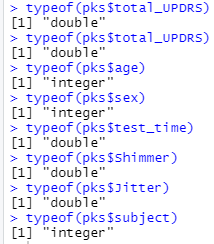 > typeof(pks$total_UPDRS)
[1] "double"
> typeof(pks$total_UPDRS)
[1] "double"
> typeof(pks$age)
[1] "integer"
> typeof(pks$sex)
[1] "integer"
> typeof(pks$test_time)
[1] "double"
> typeof(pks$Shimmer)
[1] "double"
> typeof(pks$Jitter)
[1] "double"
> typeof(pks$subject)
[1] "integer"